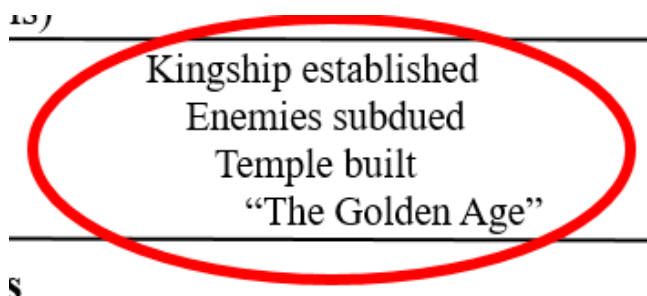 Kingship established
Enemies subdued
Temple built
“The Golden Age”